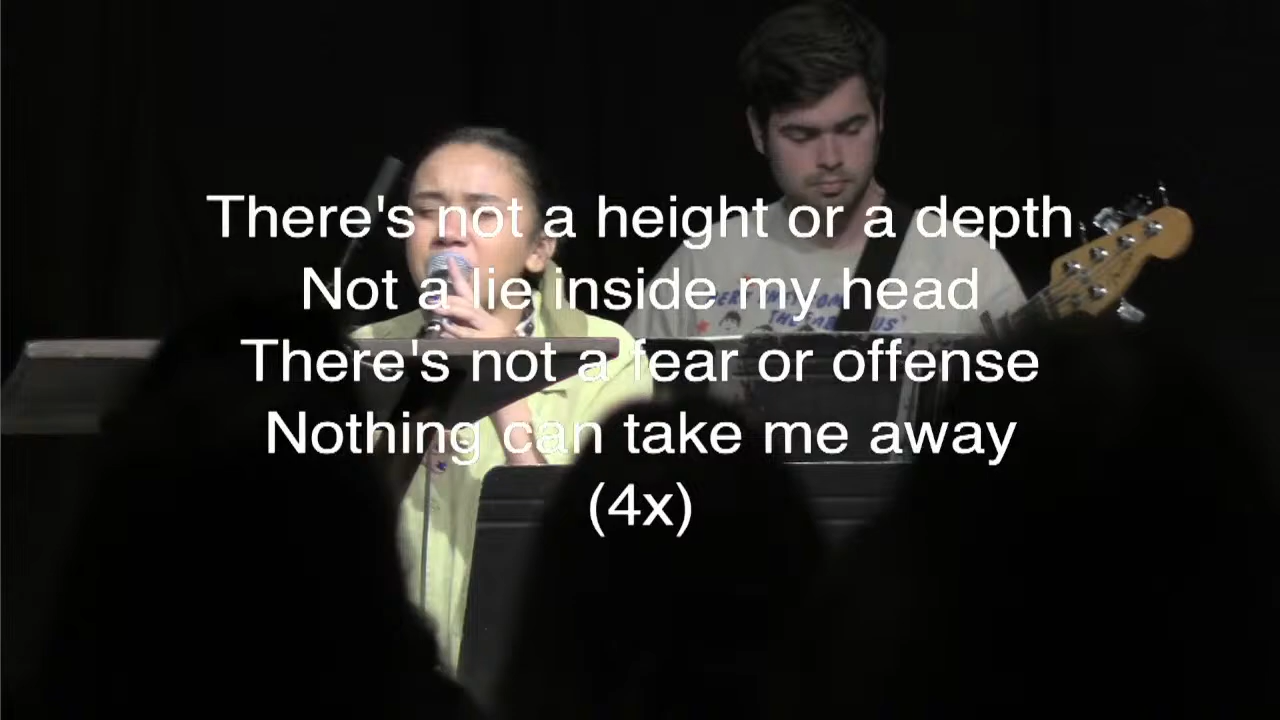 There's not a height or a depth
Not a lie inside my head
There's not a fear or offense
Nothing can take me away
(4x)